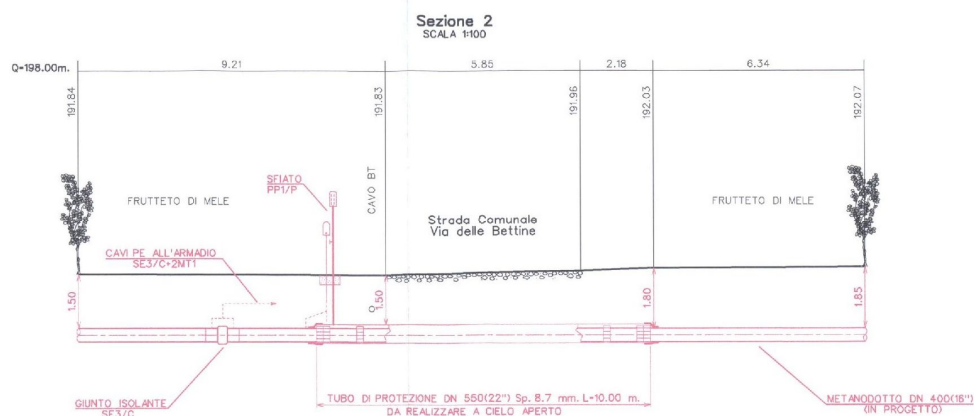 Sezione 2
SCALA 1:100
Q=198.00m.
9.21
5.85
2.18
6.34
191.84
191.83
191.96
192.03
192.07
SFIATO
PP1/P
CAVO BT
FRUTTETO DI MELE
Strada Comunale
Via delle Bettine
FRUTTETO DI MELE
CAVI PE ALL'ARMADIO
SE3/C+2MT1
1.50
1.50
1.80
1.85
GIUNTO ISOLANTE
SE3/C
TUBO DI PROTEZIONE DN 550(22") Sp. 8.7 mm. L=10.00 m.
DA REALIZZARE A CIELO APERTO
METANODOTTO DN 400(16")
(IN PROGETTO)